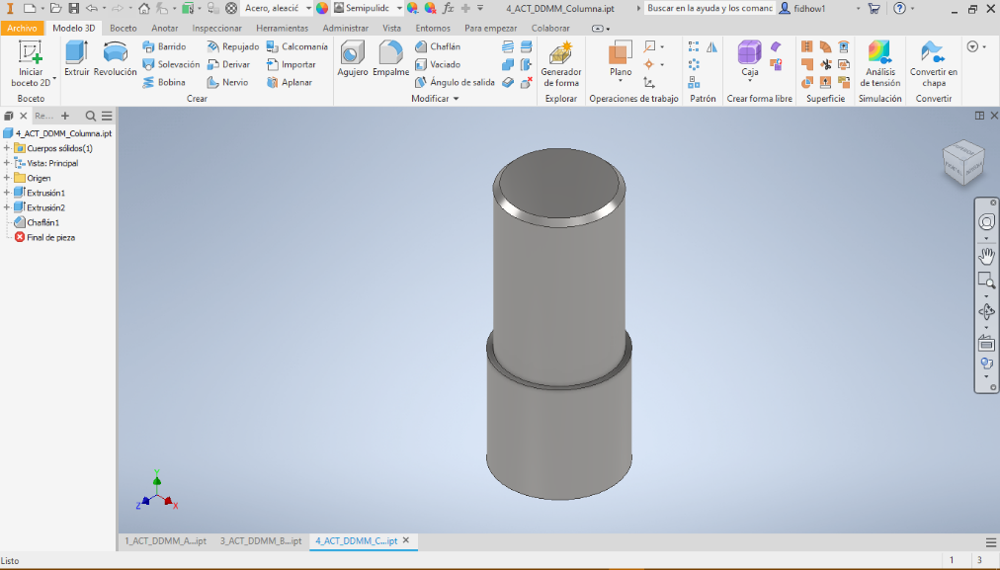 Acero, aleació
Semipulidc
fx
4_ACT_DDMM_Columna.ipt
Buscar en la ayuda y los comanc
fidhow1
Archivo Modelo 3D Boceto Anotar Inspeccionar Herramientas Administrar Vista Entornos Para empezar Colaborar
Iniciar
boceto 2D
Extruir
Revolución
Barrido
Solevación
Bobina
Repujado
Derivar
Nervio
Calcomanía
Importar
Aplanar
Agujero
Empalme
Chaflán
Vaciado
Ángulo de salida
Generador
de forma
Plano
Caja
Análisis
de tensión
Convertir en
chapa
Boceto Crear Modificar Explorar Operaciones de trabajo Patrón Crear forma libre Superficie Simulación Convertir
Re...
4_ACT_DDMM_Columna.ipt
Cuerpos sólidos(1)
Vista: Principal
Origen
Extrusión1
Extrusión2
Chaflán1
Final de pieza
Y
Z
X
1_ACT_DDMM_A...ipt 3_ACT_DDMM_B...ipt 4_ACT_DDMM_C...ipt
Listo
1 3